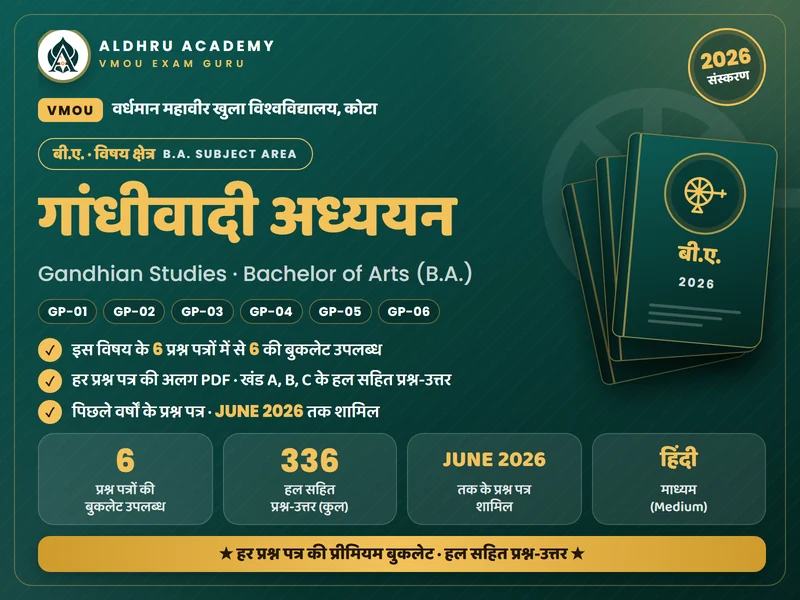 ALDHRU ACADEMY
VMOU EXAM GURU
2026
संस्करण
VMOU वर्धमान महावीर खुला विश्वविद्यालय, कोटा
बी.ए. · विषय क्षेत्र B.A. SUBJECT AREA
गांधीवादी अध्ययन
Gandhian Studies · Bachelor of Arts (B.A.)
GP-01 GP-02 GP-03 GP-04 GP-05 GP-06
✓ इस विषय के 6 प्रश्न पत्रों में से 6 की बुकलेट उपलब्ध
✓ हर प्रश्न पत्र की अलग PDF · खंड A, B, C के हल सहित प्रश्न-उत्तर
✓ पिछले वर्षों के प्रश्न पत्र · JUNE 2026 तक शामिल
बी.ए.
2026
6
प्रश्न पत्रों की
बुकलेट उपलब्ध
336
हल सहित
प्रश्न-उत्तर (कुल)
JUNE 2026
तक के प्रश्न पत्र
शामिल
हिंदी
माध्यम
(Medium)
★ हर प्रश्न पत्र की प्रीमियम बुकलेट · हल सहित प्रश्न-उत्तर ★